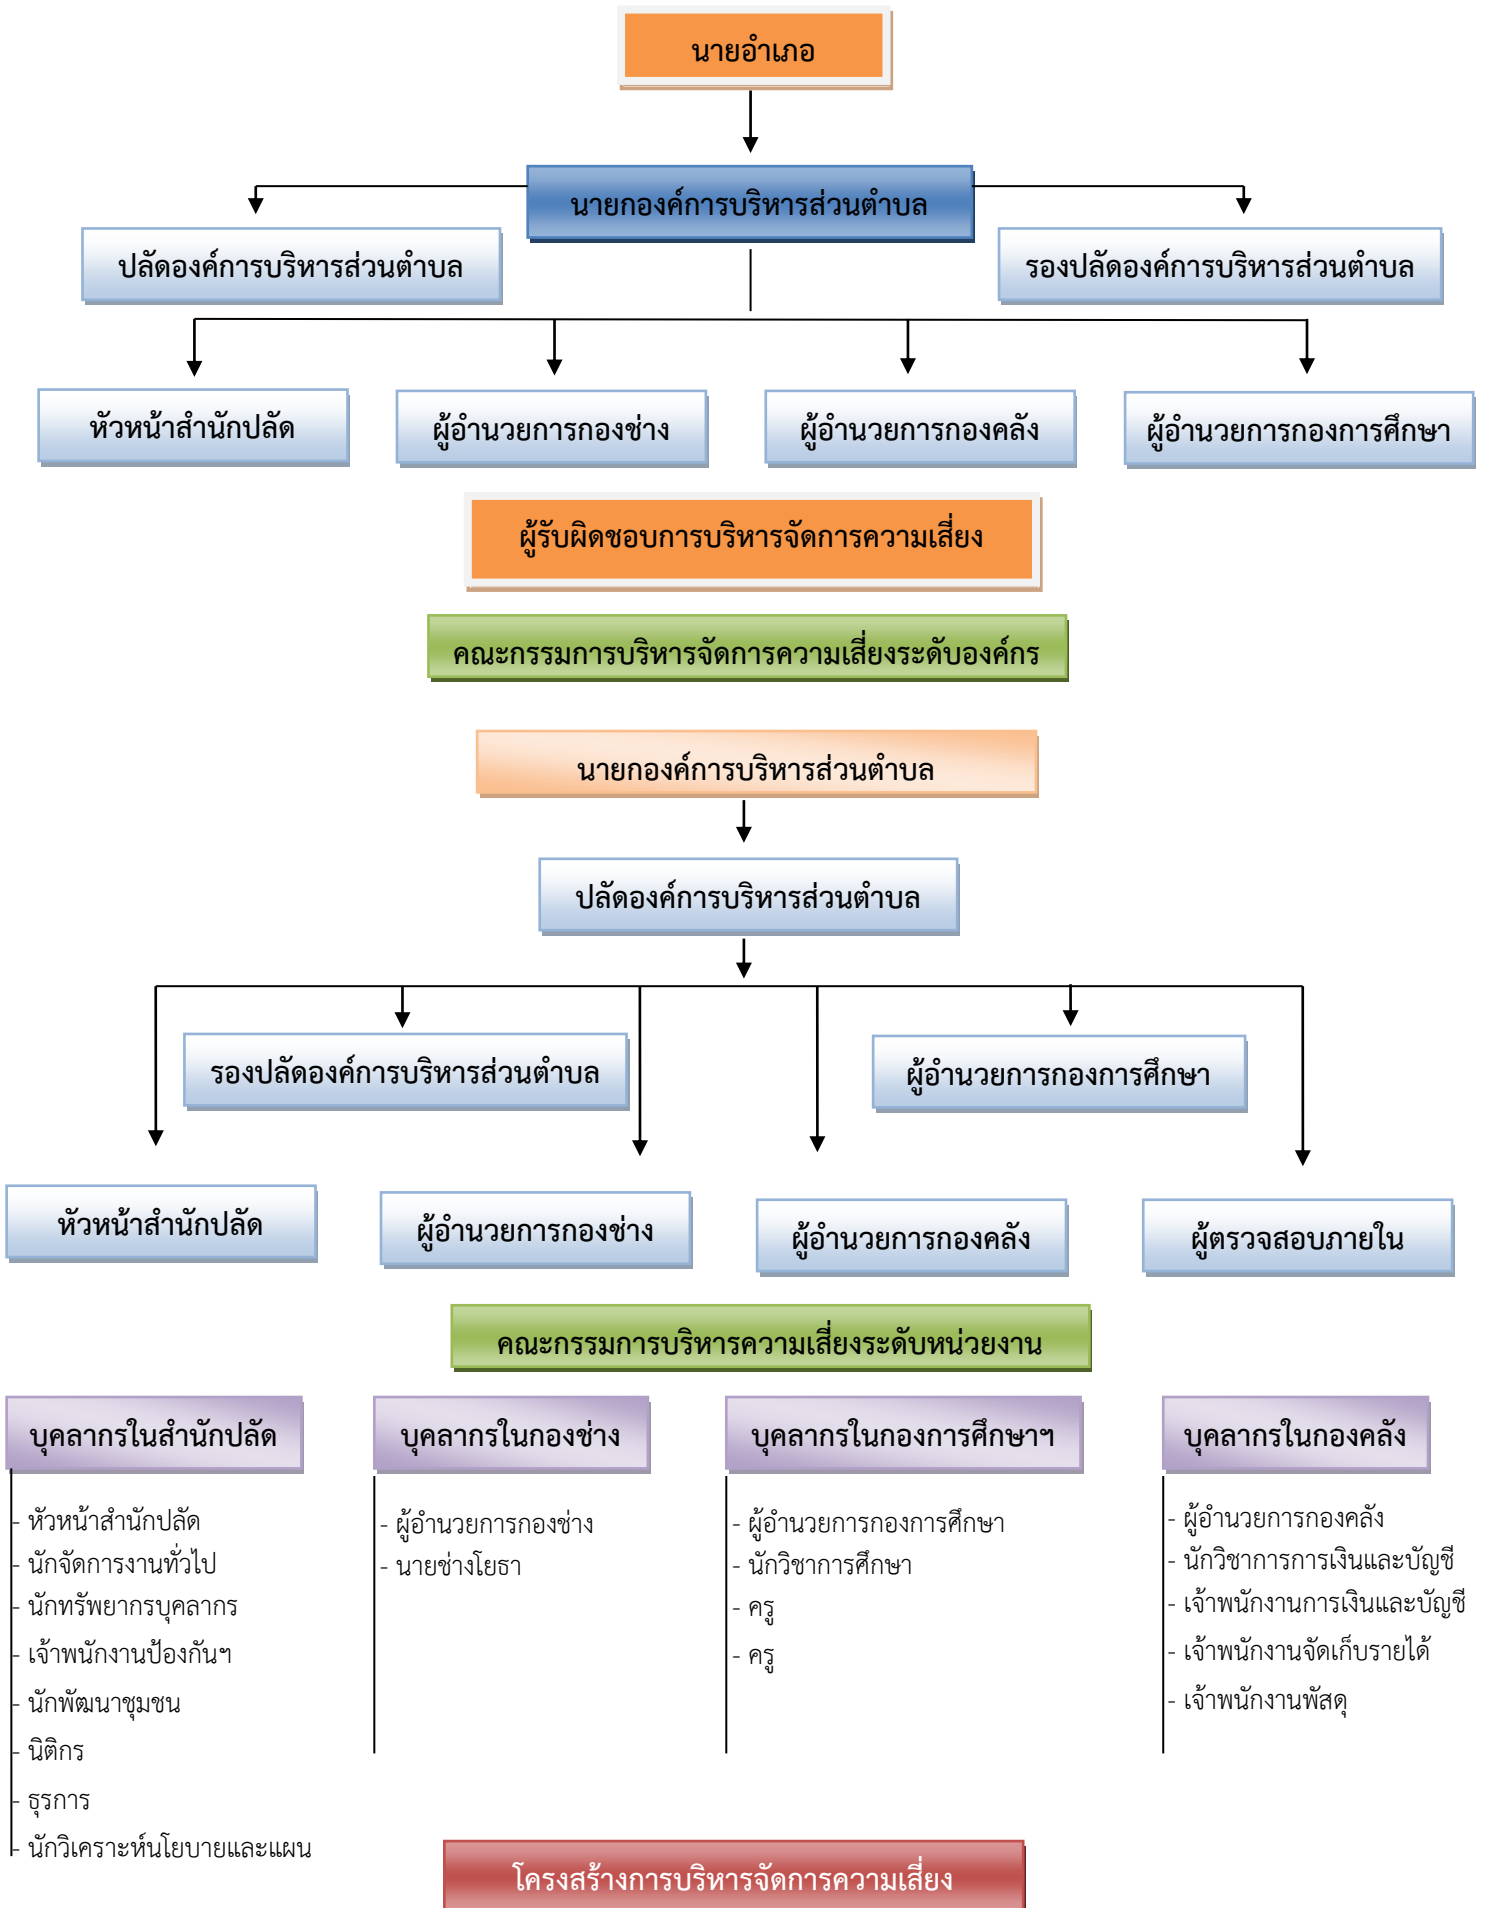 นายอำเภอ
นายกองค์การบริหารส่วนตำบล
ปลัดองค์การบริหารส่วนตำบล
รองปลัดองค์การบริหารส่วนตำบล
หัวหน้าสำนักปลัด
ผู้อำนวยการกองช่าง
ผู้อำนวยการกองคลัง
ผู้อำนวยการกองการศึกษา
ผู้รับผิดชอบการบริหารจัดการความเสี่ยง
คณะกรรมการบริหารจัดการความเสี่ยงระดับองค์กร
นายกองค์การบริหารส่วนตำบล
ปลัดองค์การบริหารส่วนตำบล
รองปลัดองค์การบริหารส่วนตำบล
ผู้อำนวยการกองการศึกษา
หัวหน้าสำนักปลัด
ผู้อำนวยการกองช่าง
ผู้อำนวยการกองคลัง
ผู้ตรวจสอบภายใน
คณะกรรมการบริหารความเสี่ยงระดับหน่วยงาน
บุคลากรในสำนักปลัด
- หัวหน้าสำนักปลัด
- นักจัดการงานทั่วไป
- นักทรัพยากรบุคลากร
- เจ้าพนักงานป้องกันฯ
- นักพัฒนาชุมชน
- นิติกร
- ธุรการ
- นักวิเคราะห์นโยบายและแผน
บุคลากรในกองช่าง
- ผู้อำนวยการกองช่าง
- นายช่างโยธา
บุคลากรในกองการศึกษาฯ
- ผู้อำนวยการกองการศึกษา
- นักวิชาการศึกษา
- ครู
- ครู
บุคลากรในกองคลัง
- ผู้อำนวยการกองคลัง
- นักวิชาการการเงินและบัญชี
- เจ้าพนักงานการเงินและบัญชี
- เจ้าพนักงานจัดเก็บรายได้
- เจ้าพนักงานพัสดุ
โครงสร้างการบริหารจัดการความเสี่ยง